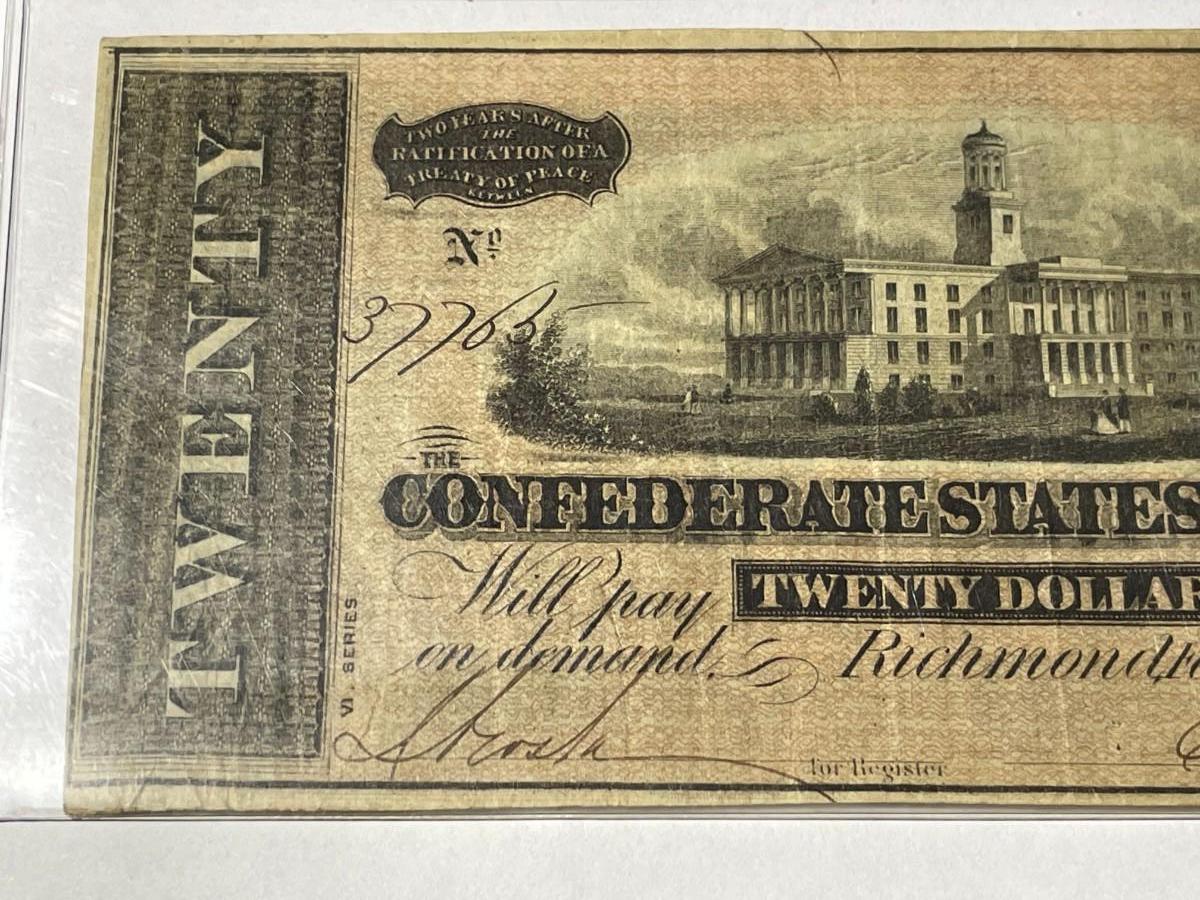 TWENTY
TWO YEARS AFTER
THE
RATIFICATION OF A
TREATY OF PEACE
BETWEEN
No
37765
THE
CONFEDERATE STATES
Will pay TWENTY DOLLAR
on demand. Richmond,
VI. SERIES
for Register